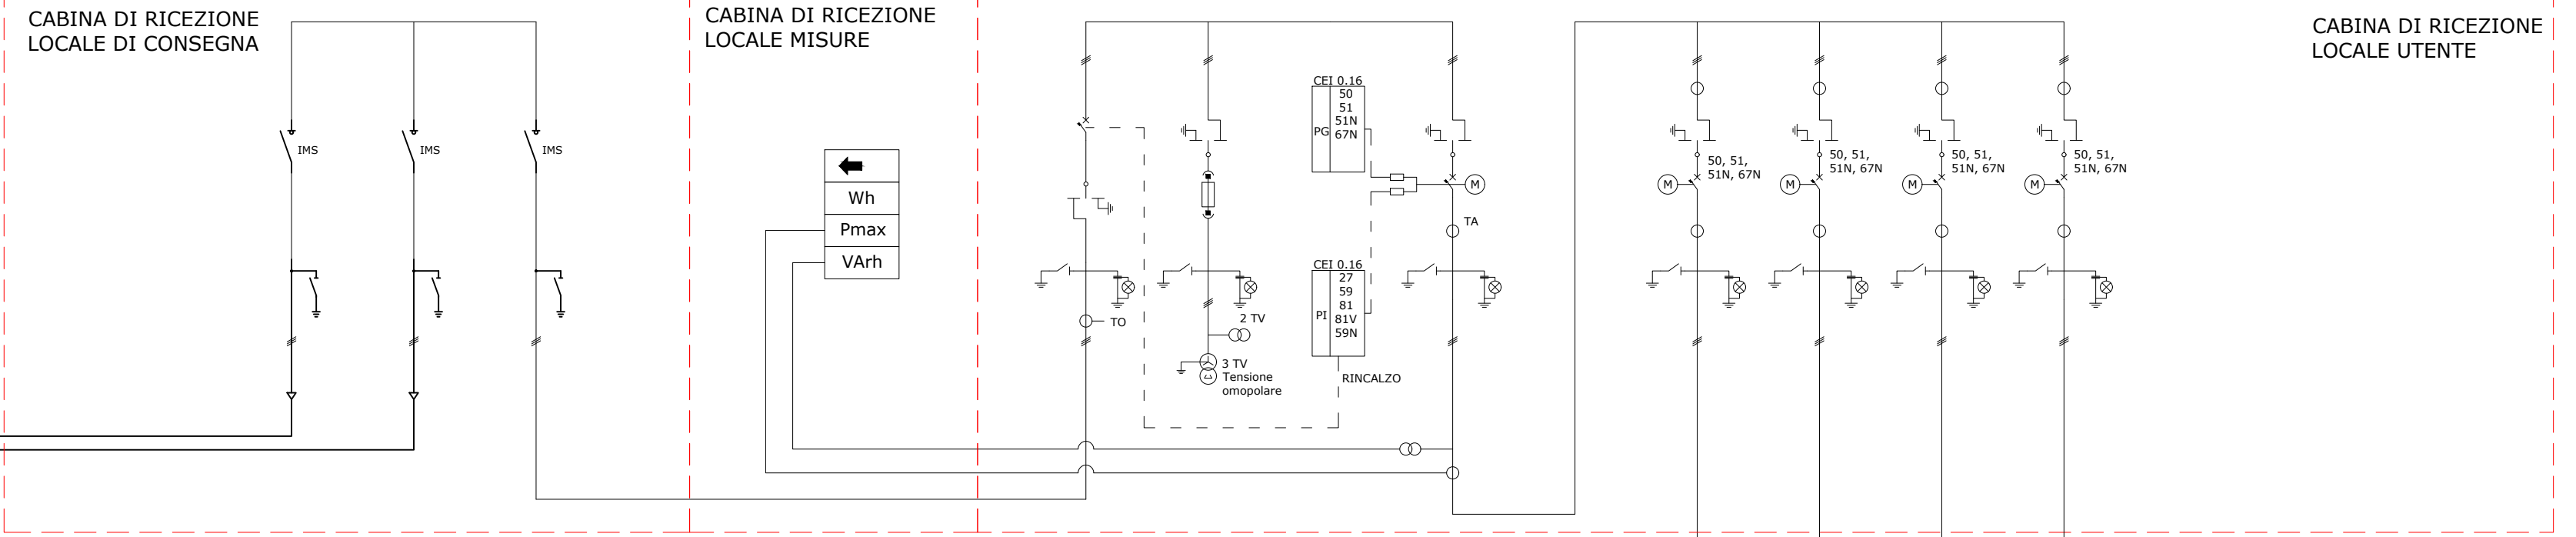 CABINA DI RICEZIONE
LOCALE DI CONSEGNA
CABINA DI RICEZIONE
LOCALE MISURE
CABINA DI RICEZIONE
LOCALE UTENTE
IMS
IMS
IMS
Wh
Pmax
VArh
TO
2 TV
3 TV
Tensione
omopolare
CEI 0.16
PG
50
51
51N
67N
CEI 0.16
PI
27
59
81
81V
59N
RINCALZO
M
TA
M
50, 51,
51N, 67N
M
50, 51,
51N, 67N
M
50, 51,
51N, 67N
M
50, 51,
51N, 67N